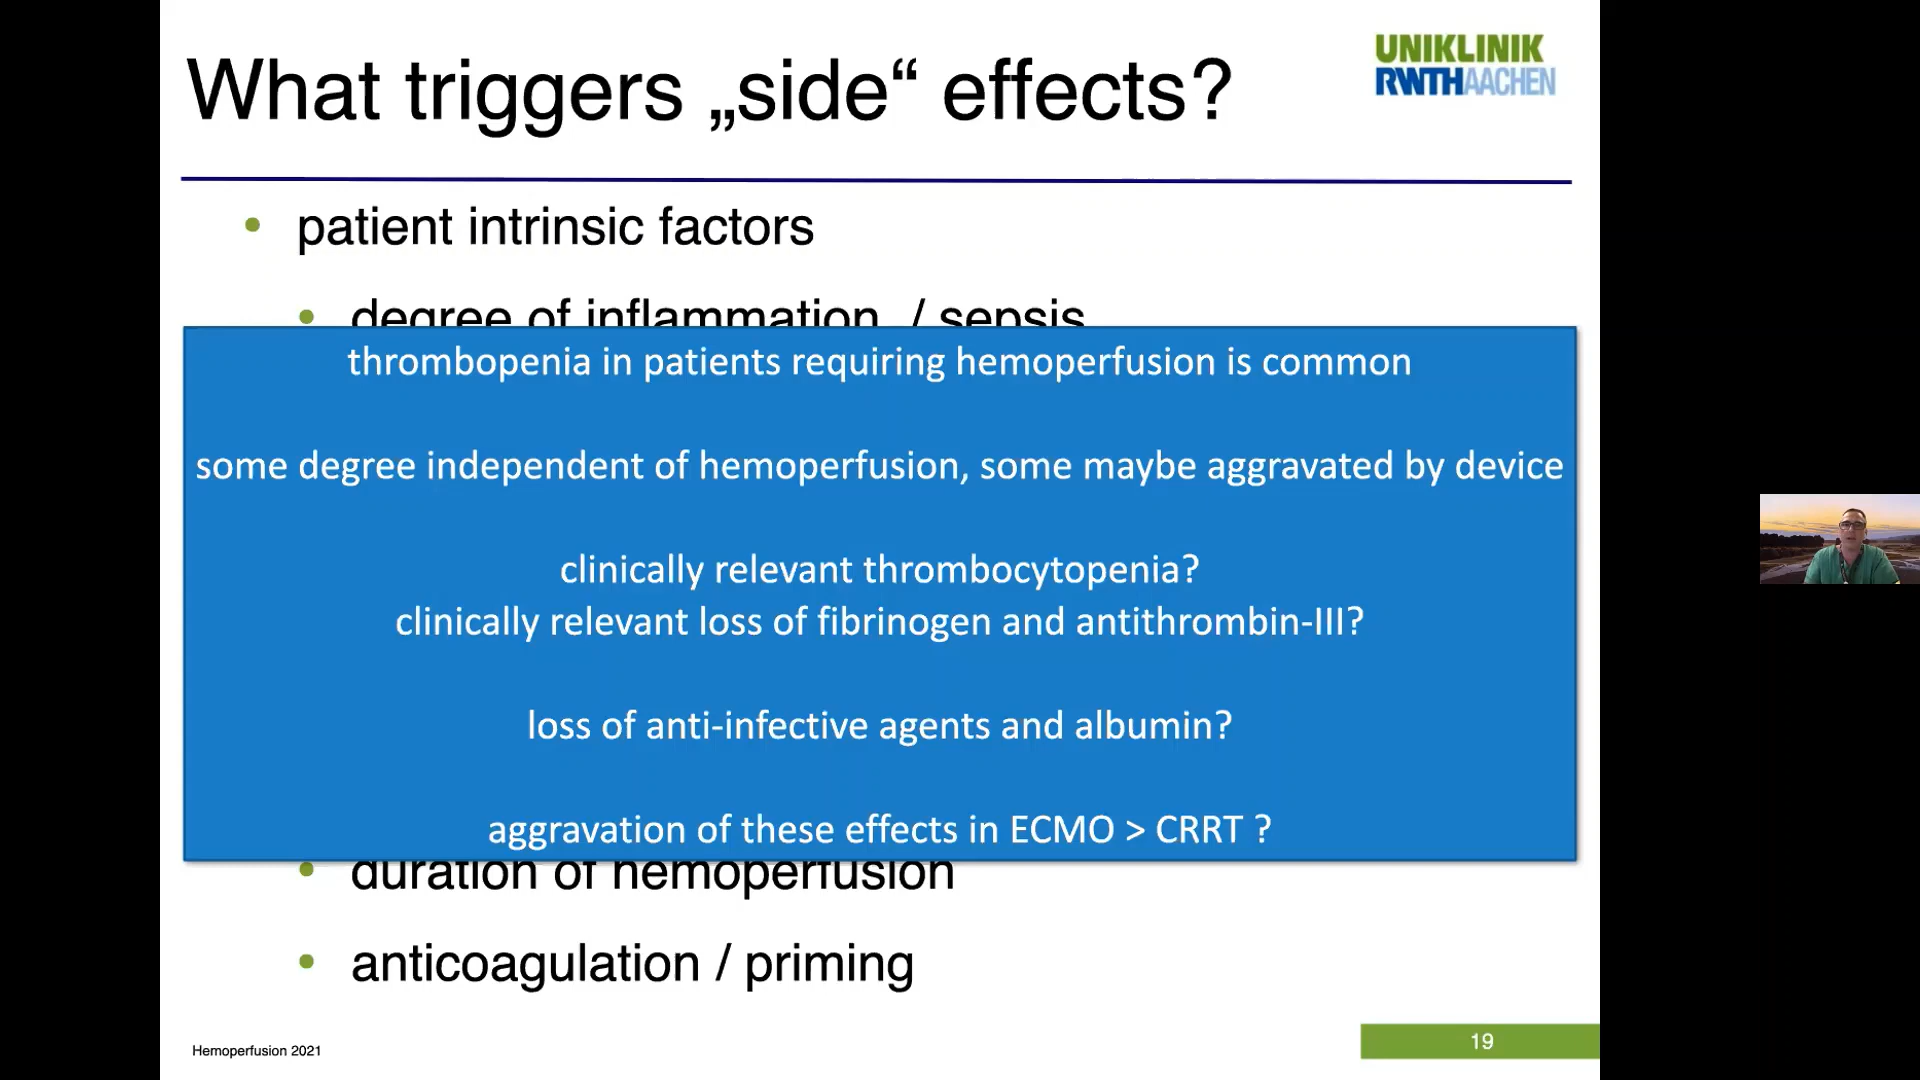 What triggers „side“ effects?
UNIKLINIK
RWTHAACHEN
• patient intrinsic factors
• degree of inflammation / sepsis
thrombopenia in patients requiring hemoperfusion is common
some degree independent of hemoperfusion, some maybe aggravated by device
clinically relevant thrombocytopenia?
clinically relevant loss of fibrinogen and antithrombin-III?
loss of anti-infective agents and albumin?
aggravation of these effects in ECMO > CRRT ?
• duration of hemoperfusion
• anticoagulation / priming
Hemoperfusion 2021
19